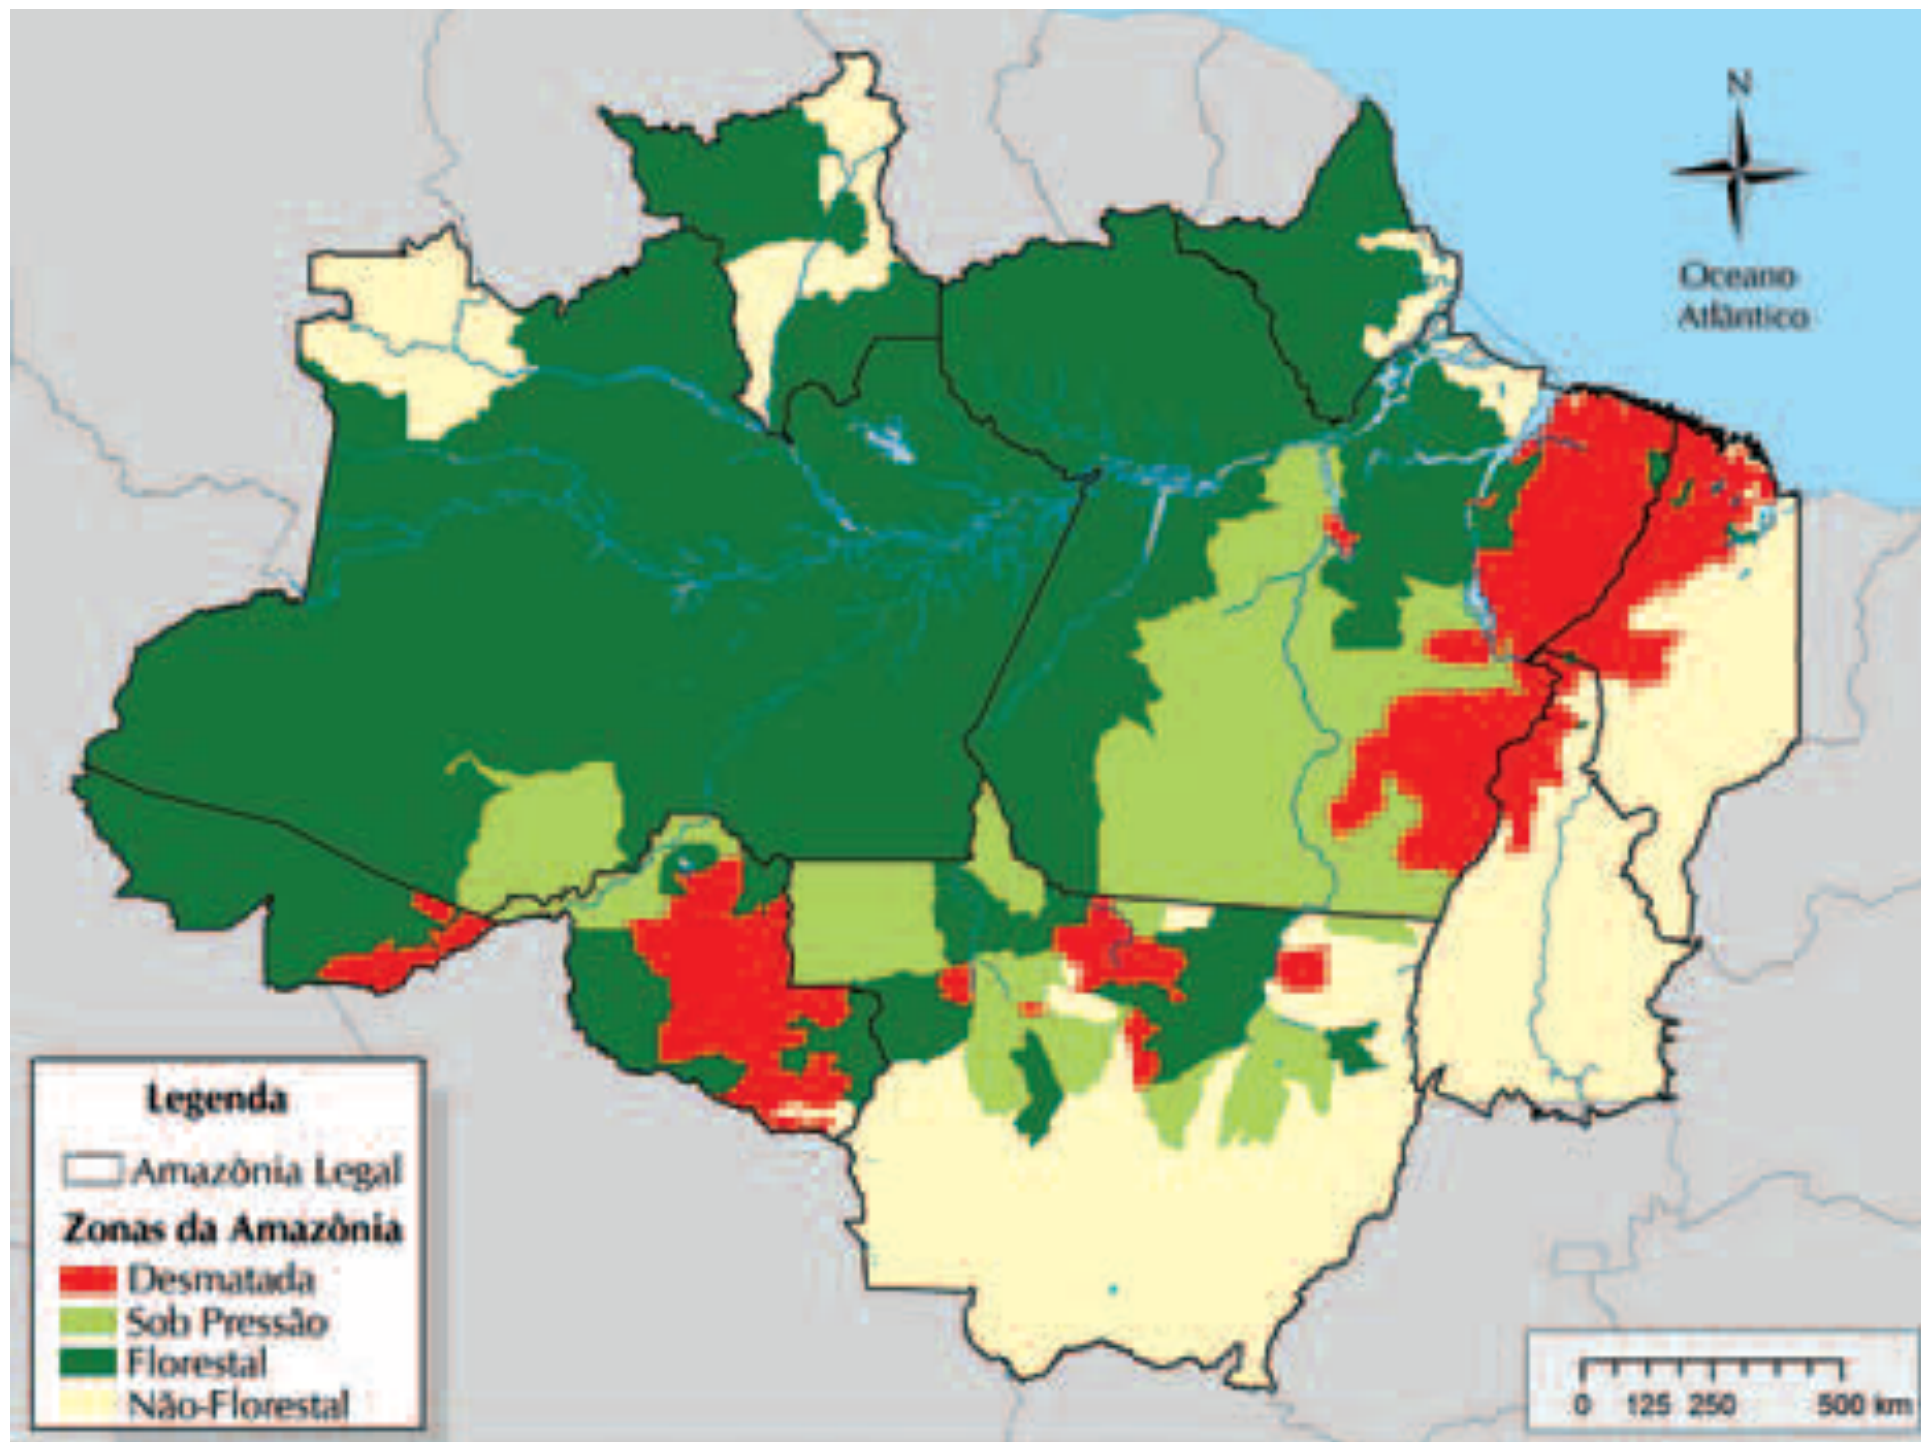 N
Oceano
Atlântico
Legenda
Amazônia Legal
Zonas da Amazônia
Desmatada
Sob Pressão
Florestal
Não-Florestal
0 125 250 500 km